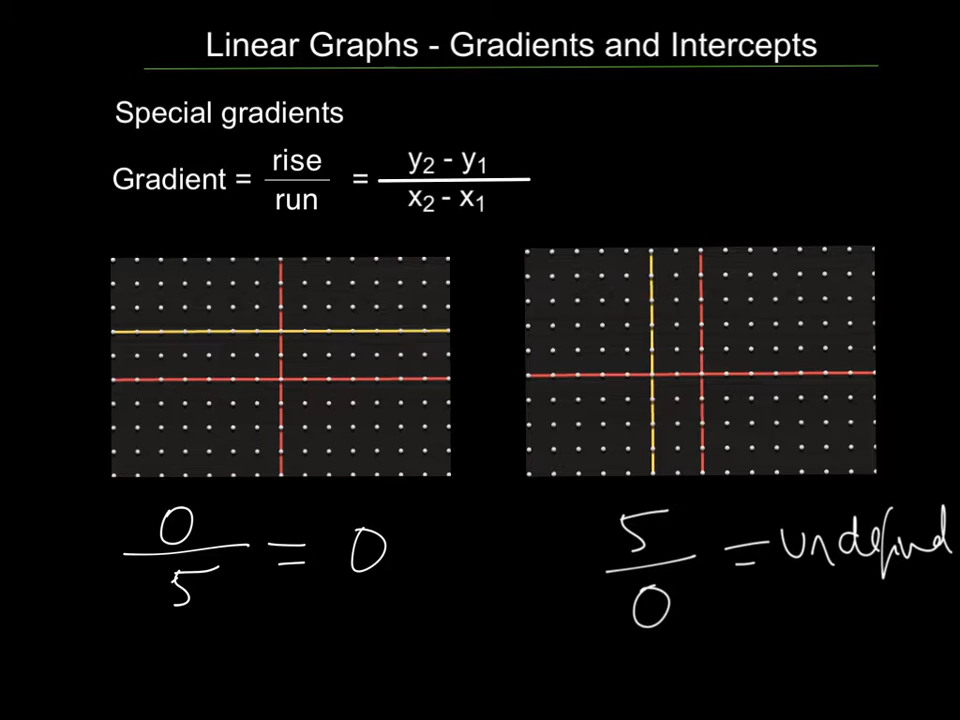 Linear Graphs - Gradients and Intercepts
Special gradients
Gradient = rise/run = y₂ - y₁ / x₂ - x₁
0/5 = 0
5/0 = undefind